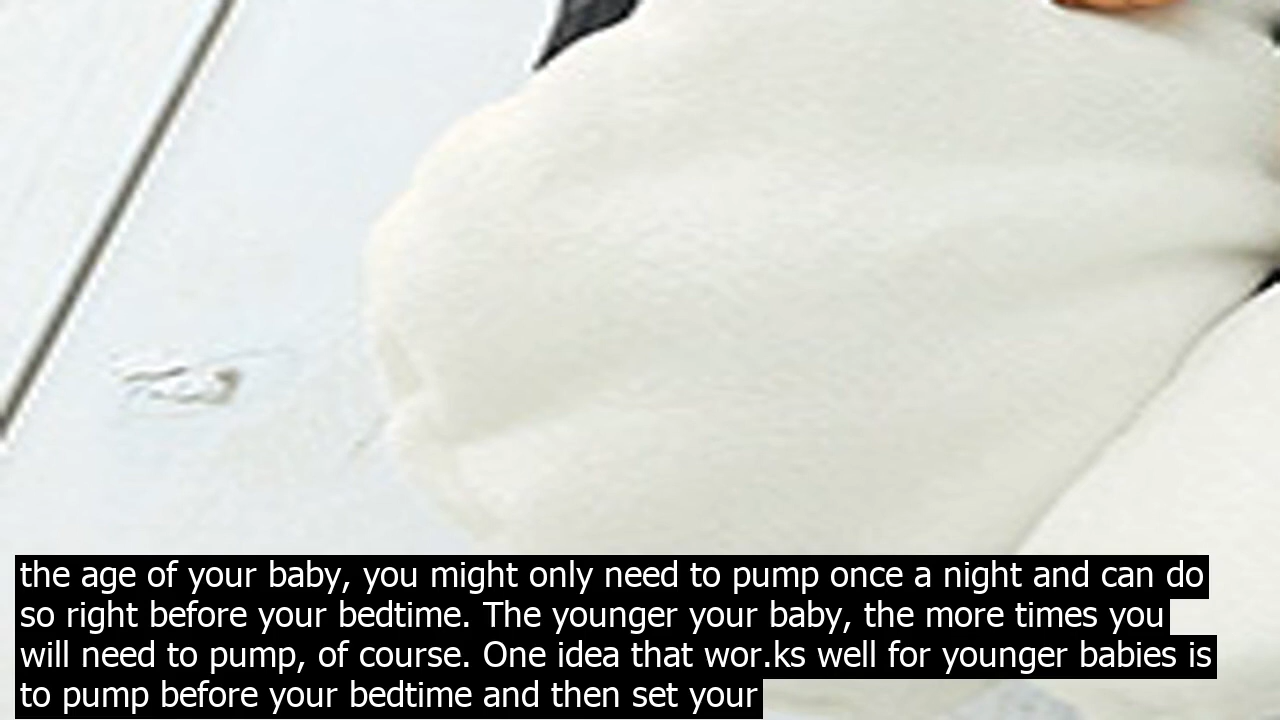 the age of your baby, you might only need to pump once a night and can do
so right before your bedtime. The younger your baby, the more times you
will need to pump, of course. One idea that wor.ks well for younger babies is
to pump before your bedtime and then set your